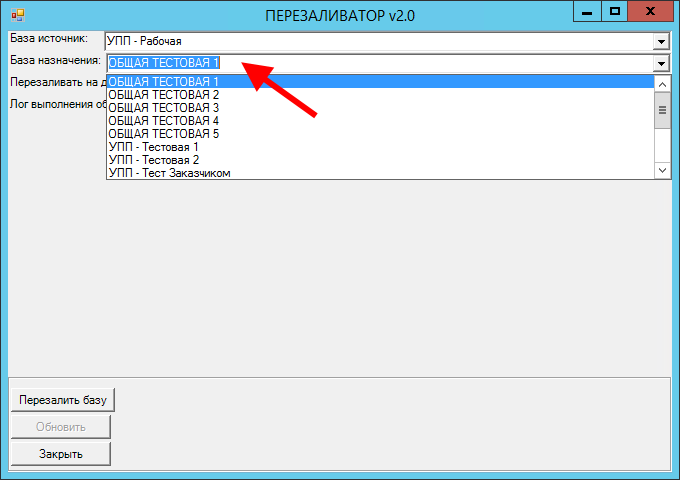 ПЕРЕЗАЛИВАТОР v2.0
База источник: УПП - Рабочая
База назначения: ОБЩАЯ ТЕСТОВАЯ 1
Перезаливать на д
Лог выполнения об
ОБЩАЯ ТЕСТОВАЯ 1
ОБЩАЯ ТЕСТОВАЯ 2
ОБЩАЯ ТЕСТОВАЯ 3
ОБЩАЯ ТЕСТОВАЯ 4
ОБЩАЯ ТЕСТОВАЯ 5
УПП - Тестовая 1
УПП - Тестовая 2
УПП - Тест Заказчиком
Перезалить базу
Обновить
Закрыть